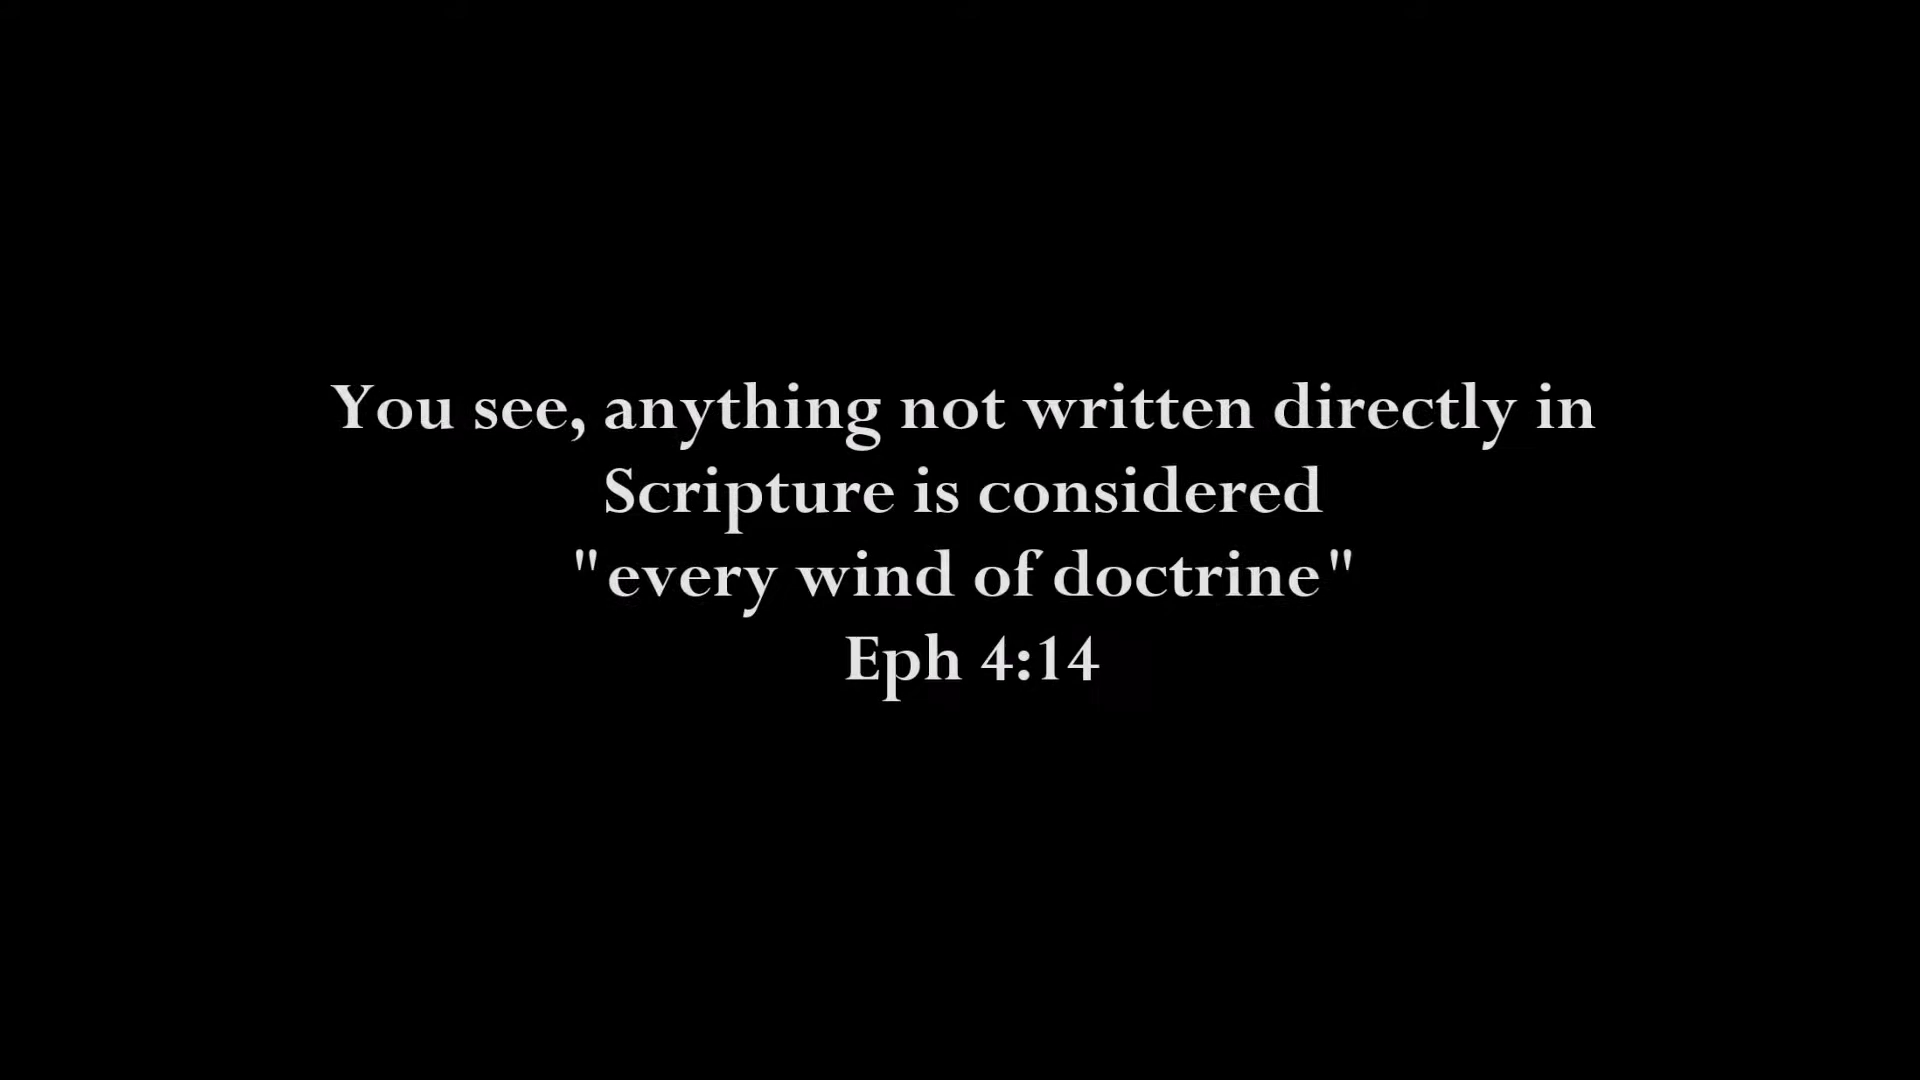 You see, anything not written directly in
Scripture is considered
"every wind of doctrine"
Eph 4:14